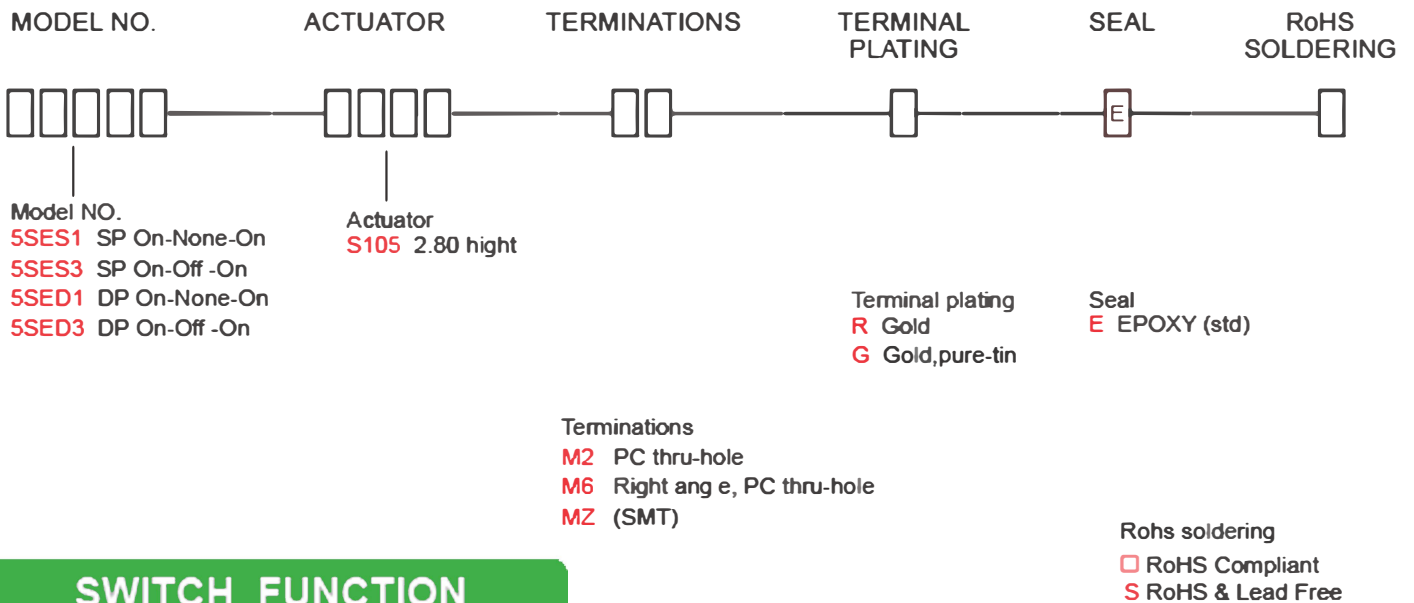 MODEL NO. ACTUATOR TERMINATIONS TERMINAL PLATING SEAL RoHS SOLDERING
E
Model NO.
5SES1 SP On-None-On
5SES3 SP On-Off -On
5SED1 DP On-None-On
5SED3 DP On-Off -On
Actuator
S105 2.80 hight
Terminal plating
R Gold
G Gold,pure-tin
Seal
E EPOXY (std)
Terminations
M2 PC thru-hole
M6 Right ang e, PC thru-hole
MZ (SMT)
Rohs soldering
RoHS Compliant
S RoHS & Lead Free
SWITCH FUNCTION